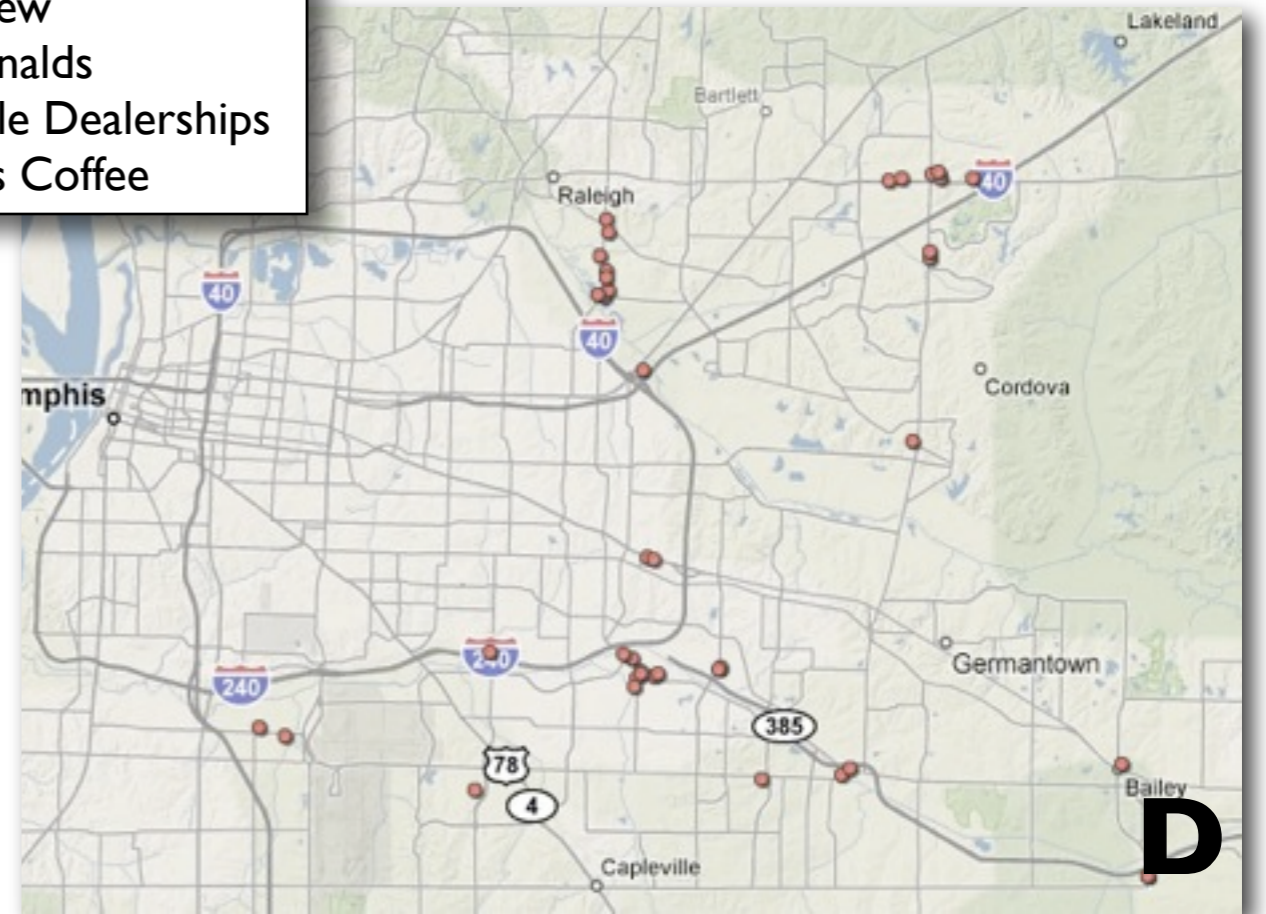 ew
nalds
le Dealerships
s Coffee
Lakeland
Bartlett
40
Raleigh
40
40
mphis
Cordova
240
Germantown
240
385
78
4
Bailey
D
Capleville